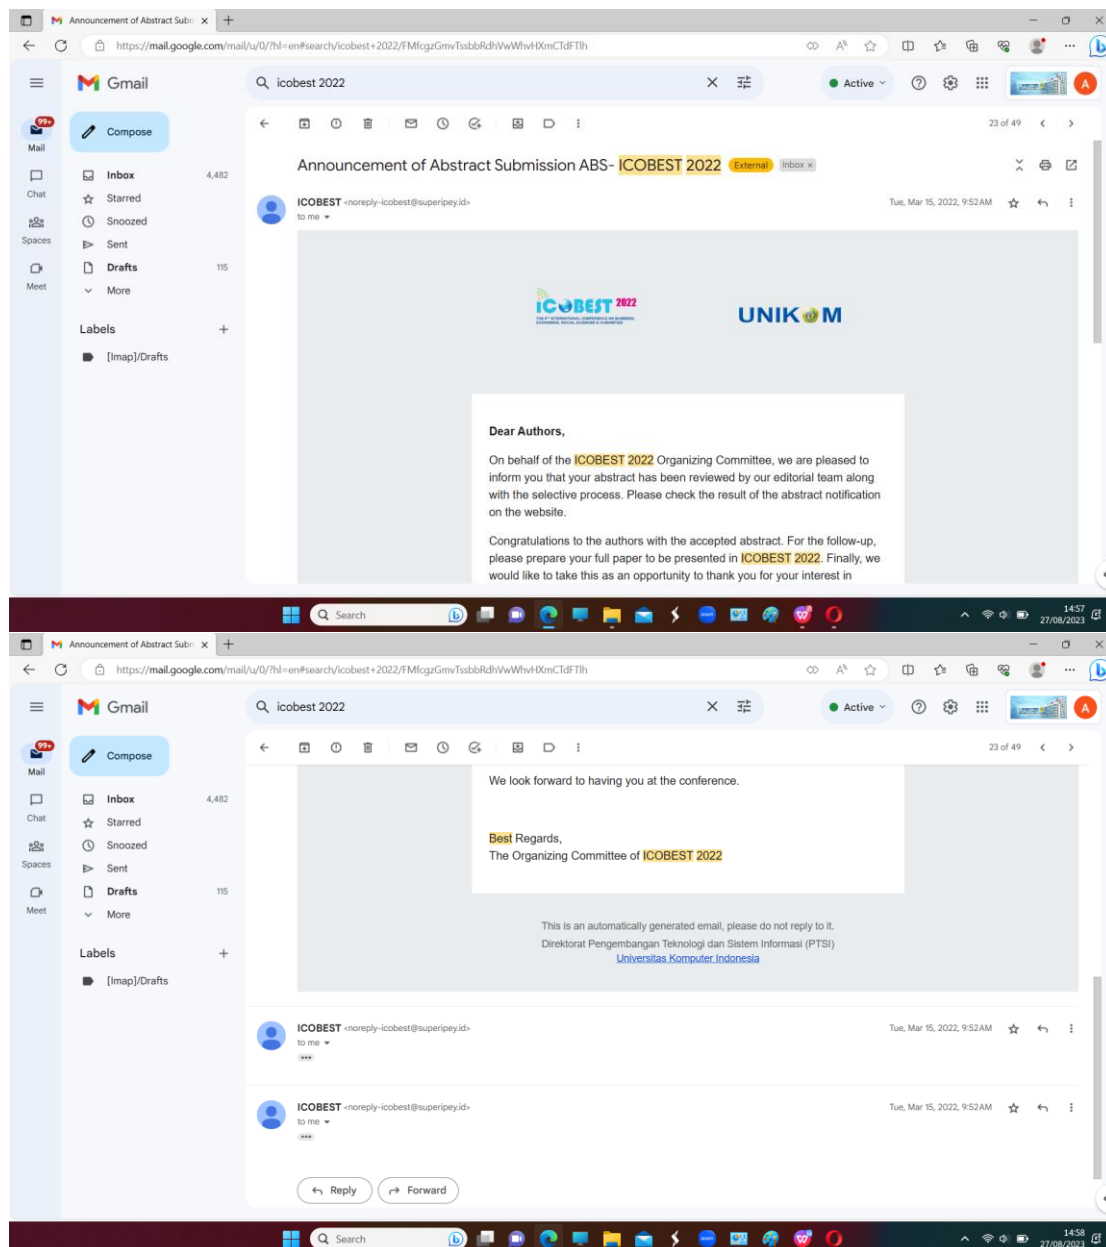 Announcement of Abstract Subm
https://mail.google.com/mail/u/0/?hl=en#search/icobest+2022/FMfcgzGmvTssbbRdhVwWhvHXmCTdFTlh
Gmail
icobest 2022
Active
A
99+
Mail
Compose
23 of 49
Chat
Spaces
Meet
Inbox 4,482
Starred
Snoozed
Sent
Drafts 115
More
Labels
[Imap]/Drafts
Announcement of Abstract Submission ABS- ICOBEST 2022 External Inbox x
ICOBEST <noreply-icobest@superipey.id> Tue, Mar 15, 2022, 9:52 AM
to me
ICOBEST 2022
UNIKOM
Dear Authors,
On behalf of the ICOBEST 2022 Organizing Committee, we are pleased to
inform you that your abstract has been reviewed by our editorial team along
with the selective process. Please check the result of the abstract notification
on the website.
Congratulations to the authors with the accepted abstract. For the follow-up,
please prepare your full paper to be presented in ICOBEST 2022. Finally, we
would like to take this as an opportunity to thank you for your interest in
Search
14:57
27/08/2023
Announcement of Abstract Subm
https://mail.google.com/mail/u/0/?hl=en#search/icobest+2022/FMfcgzGmvTssbbRdhVwWhvHXmCTdFTlh
Gmail
icobest 2022
Active
A
99+
Mail
Compose
23 of 49
Chat
Spaces
Meet
Inbox 4,482
Starred
Snoozed
Sent
Drafts 115
More
Labels
[Imap]/Drafts
We look forward to having you at the conference.
Best Regards,
The Organizing Committee of ICOBEST 2022
This is an automatically generated email, please do not reply to it.
Direktorat Pengembangan Teknologi dan Sistem Informasi (PTSI)
Universitas Komputer Indonesia
ICOBEST <noreply-icobest@superipey.id> Tue, Mar 15, 2022, 9:52 AM
to me
ICOBEST <noreply-icobest@superipey.id> Tue, Mar 15, 2022, 9:52 AM
to me
Reply Forward
Search
14:58
27/08/2023